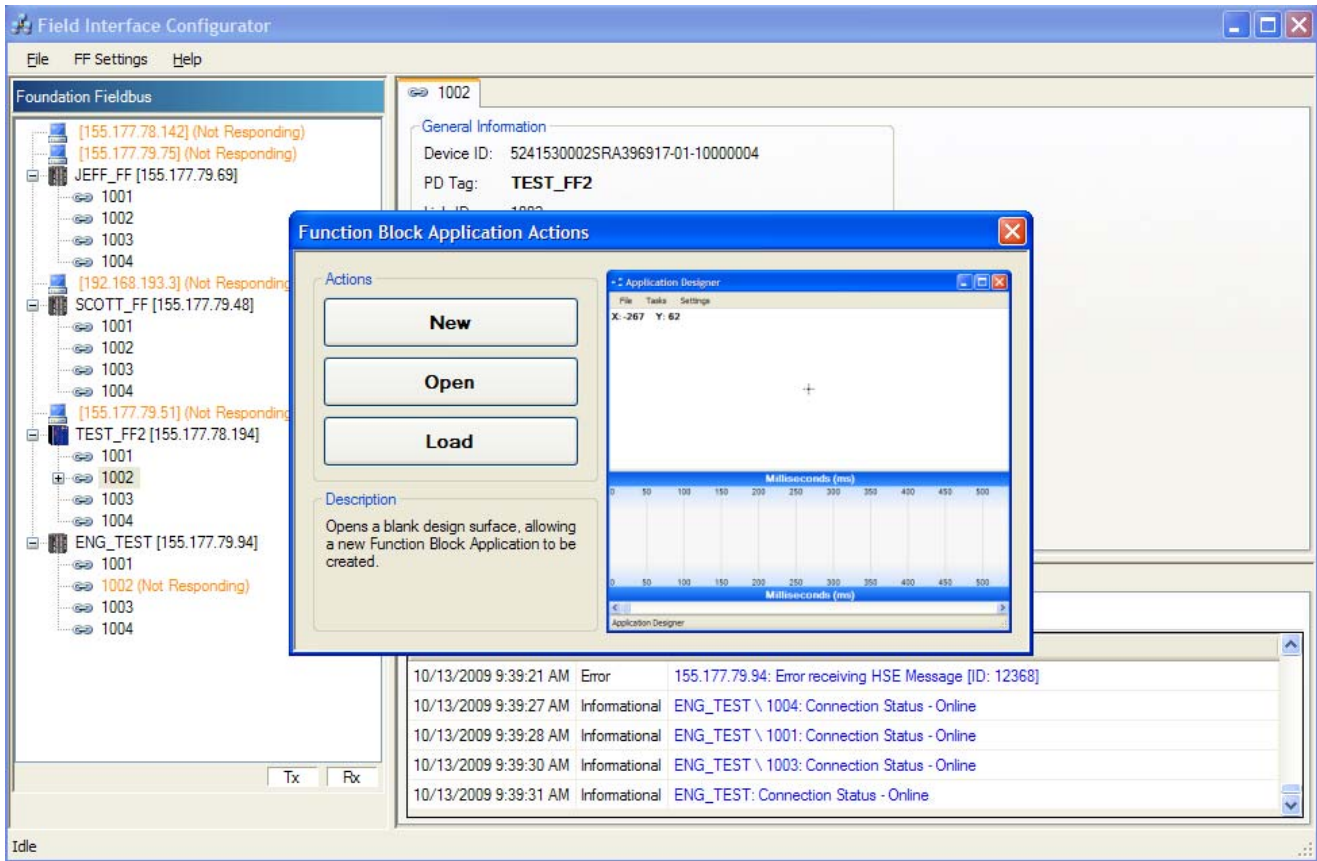 Field Interface Configurator
File FF Settings Help
Foundation Fieldbus
[155.177.78.142] (Not Responding)
[155.177.79.75] (Not Responding)
JEFF_FF [155.177.79.69]
1001
1002
1003
1004
[192.168.193.3] (Not Responding
SCOTT_FF [155.177.79.48]
1001
1002
1003
1004
[155.177.79.51] (Not Responding
TEST_FF2 [155.177.78.194]
1001
1002
1003
1004
ENG_TEST [155.177.79.94]
1001
1002 (Not Responding)
1003
1004
Tx Rx
1002
General Information
Device ID: 5241530002SRA396917-01-10000004
PD Tag: TEST_FF2
Function Block Application Actions
Actions
New
Open
Load
Description
Opens a blank design surface, allowing
a new Function Block Application to be
created.
Application Designer
File Tasks Settings
X:-267 Y: 62
Milliseconds (ms)
0 50 100 150 200 250 300 350 400 450 500
0 50 100 150 200 250 300 350 400 450 500
Milliseconds (ms)
Application Designer
10/13/2009 9:39:21 AM Error 155.177.79.94: Error receiving HSE Message [ID: 12368]
10/13/2009 9:39:27 AM Informational ENG_TEST \ 1004: Connection Status - Online
10/13/2009 9:39:28 AM Informational ENG_TEST \ 1001: Connection Status - Online
10/13/2009 9:39:30 AM Informational ENG_TEST \ 1003: Connection Status - Online
10/13/2009 9:39:31 AM Informational ENG_TEST: Connection Status - Online
Idle